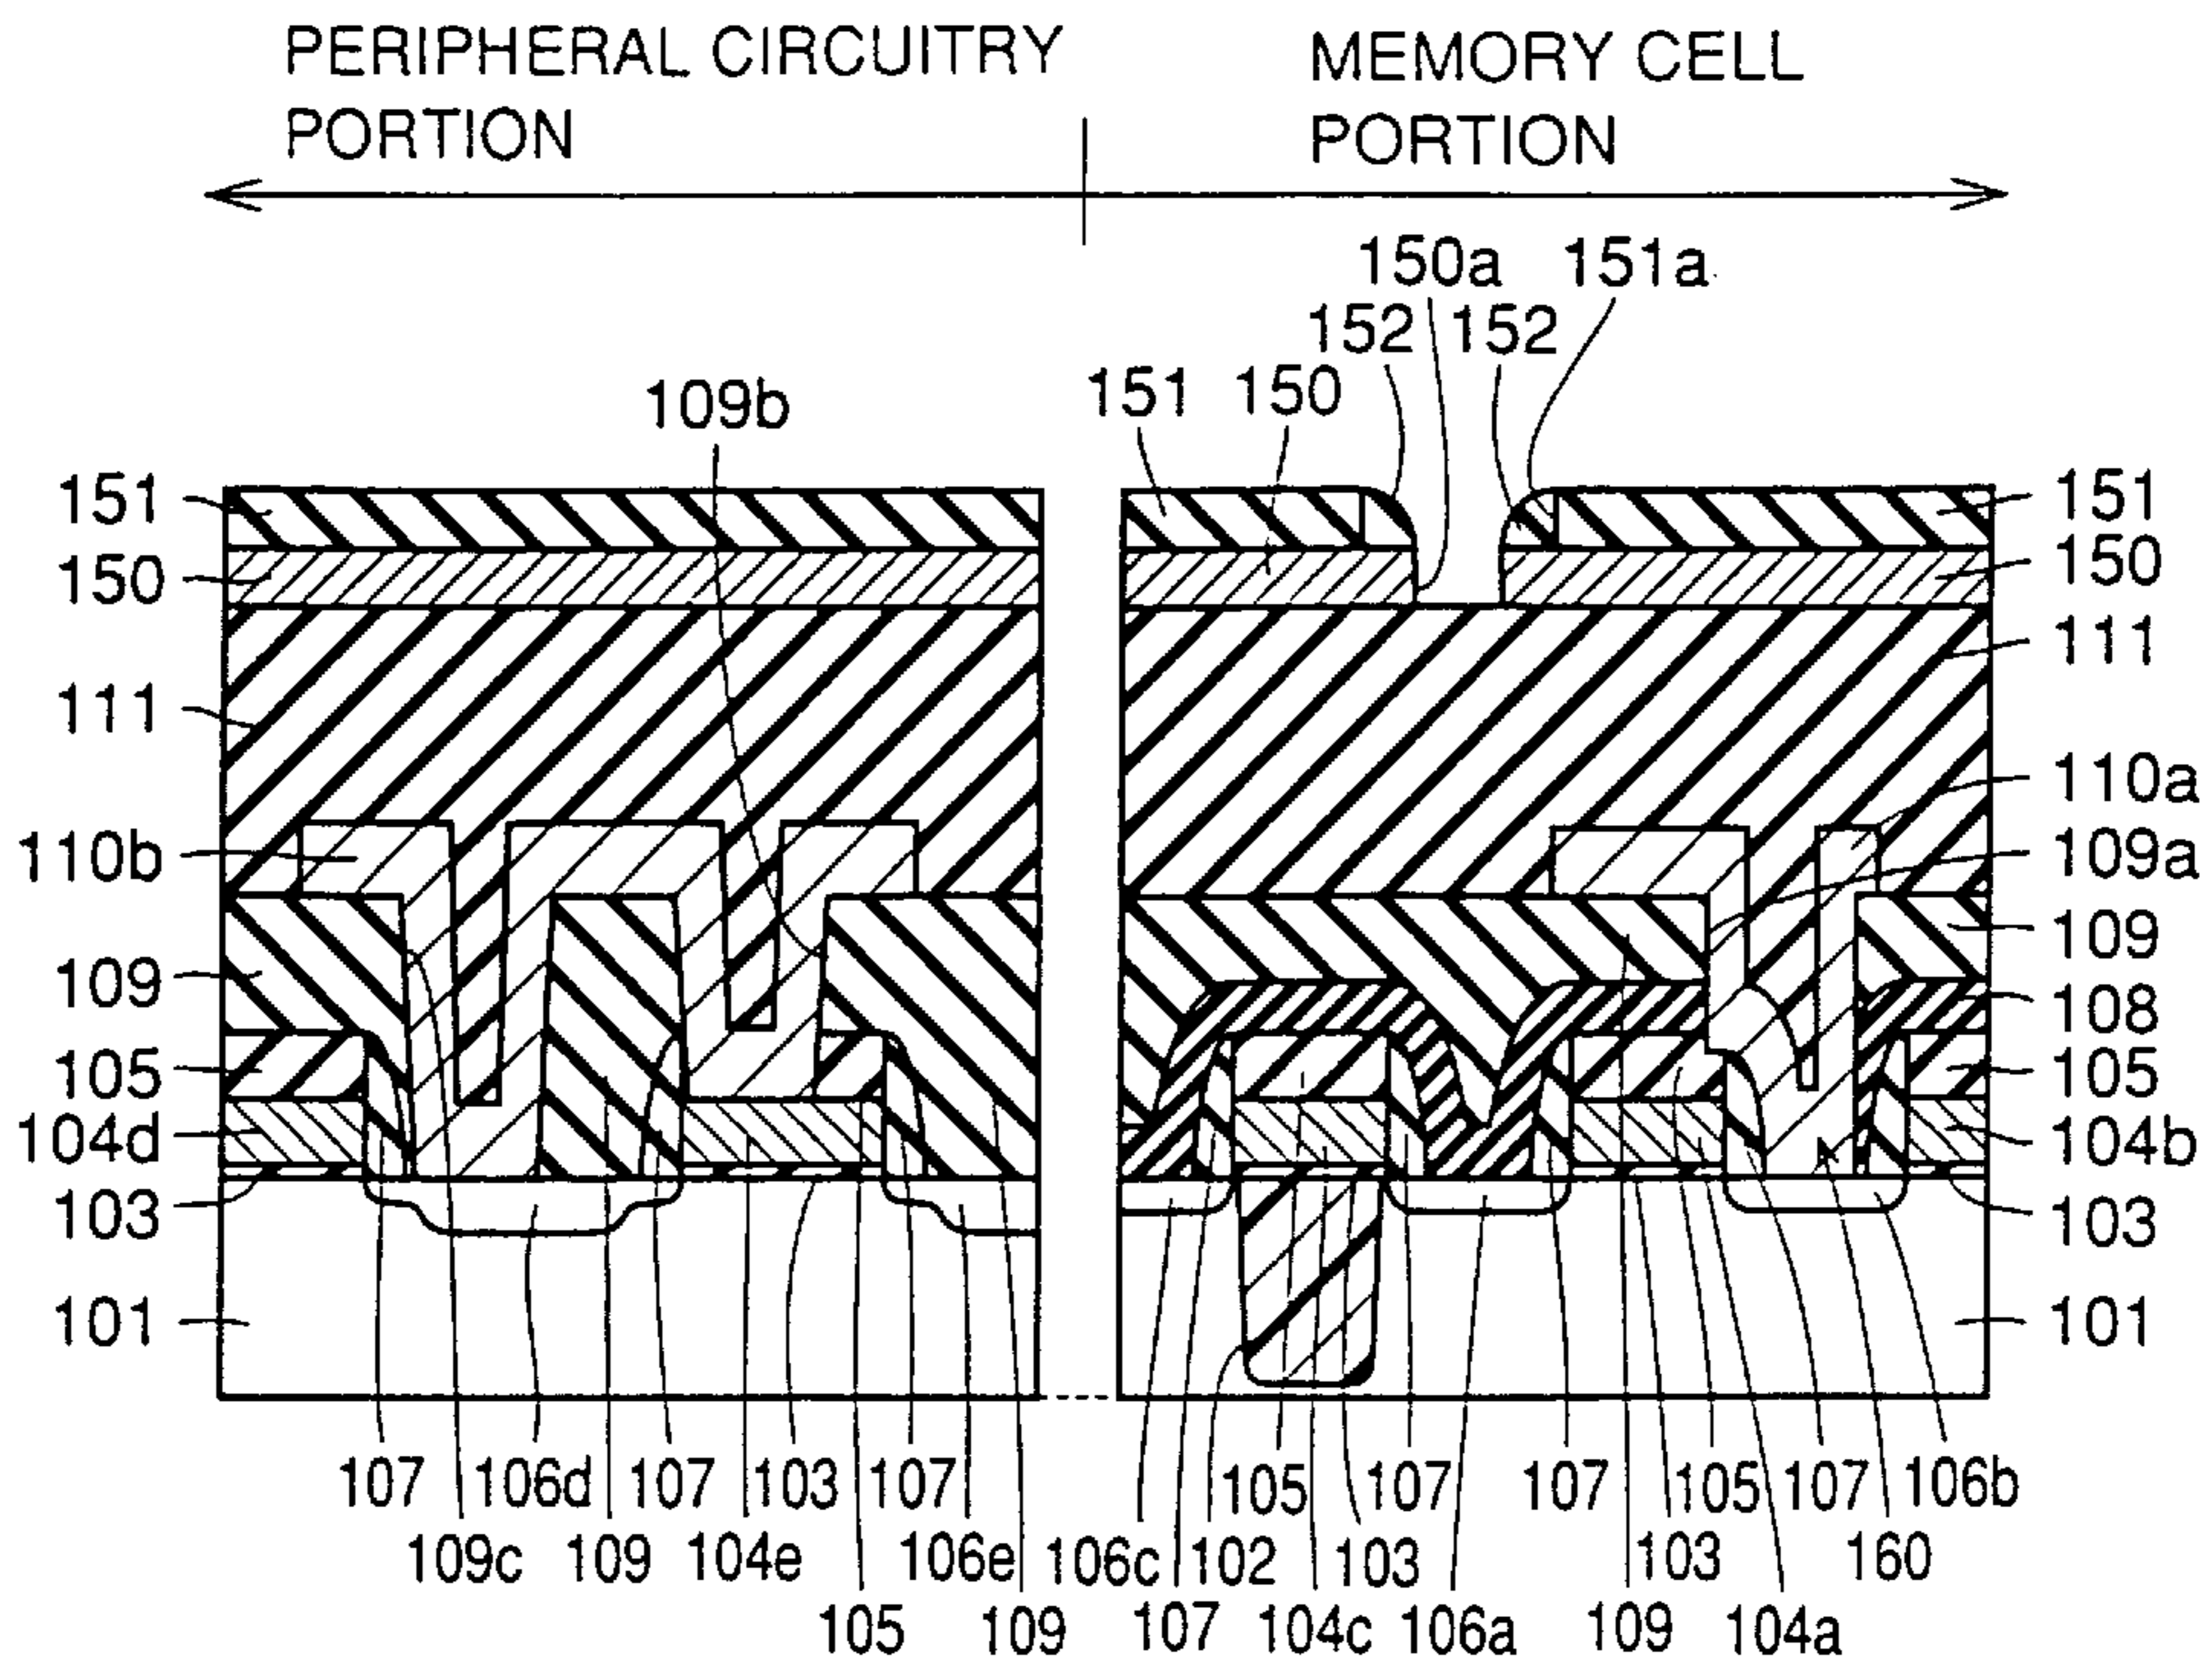 PERIPHERAL CIRCUITRY
PORTION
MEMORY CELL
PORTION
150a 151a
152 152
109b
151 150
151
150
111
110b
109
105
104d
103
101
151
150
111
110a
109a
109
108
105
104b
103
101
107 106d 107 103 107
109c 109 104e 106e
105 109
105 107 107 105 107 106b
106c 102 103 103 160
107 104c 106a 109 104a